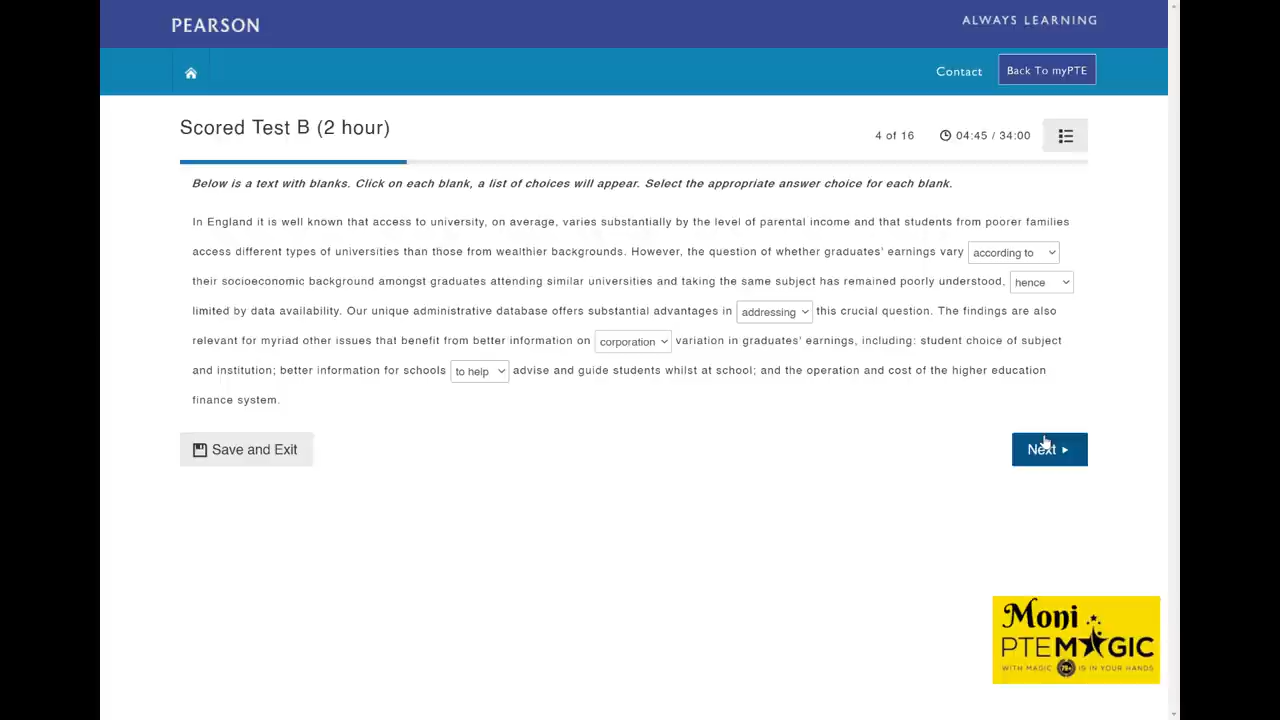 PEARSON
ALWAYS LEARNING
Contact
Back To myPTE
Scored Test B (2 hour)
4 of 16
04:45 / 34:00
Below is a text with blanks. Click on each blank, a list of choices will appear. Select the appropriate answer choice for each blank.
In England it is well known that access to university, on average, varies substantially by the level of parental income and that students from poorer families
access different types of universities than those from wealthier backgrounds. However, the question of whether graduates' earnings vary according to
their socioeconomic background amongst graduates attending similar universities and taking the same subject has remained poorly understood, hence
limited by data availability. Our unique administrative database offers substantial advantages in addressing this crucial question. The findings are also
relevant for myriad other issues that benefit from better information on corporation variation in graduates' earnings, including: student choice of subject
and institution; better information for schools to help advise and guide students whilst at school; and the operation and cost of the higher education
finance system.
Save and Exit
Next
Moni
PTEMAGIC
WITH MAGIC 79+ IS IN YOUR HANDS